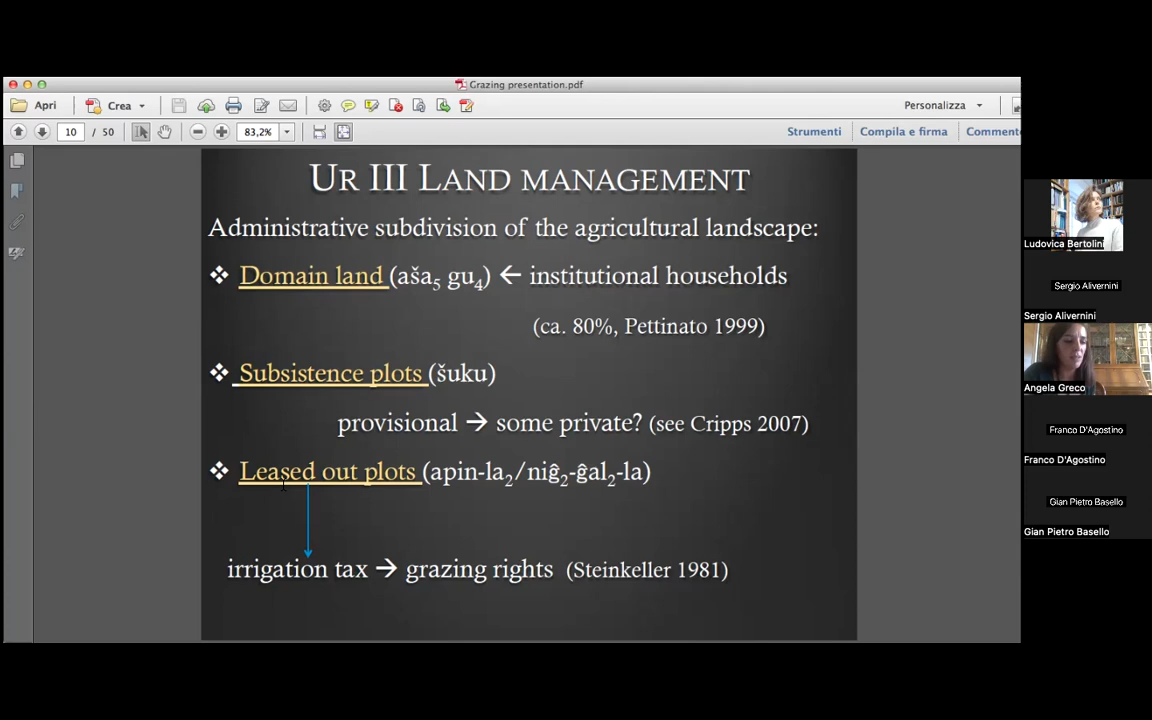 Grazing presentation.pdf
Apri
Crea
Personalizza
10 / 50
83,2%
Strumenti
Compila e firma
Comment
UR III LAND MANAGEMENT
Administrative subdivision of the agricultural landscape:
❖ Domain land (aša₅ gu₄) ← institutional households
(ca. 80%, Pettinato 1999)
❖ Subsistence plots (šuku)
provisional → some private? (see Cripps 2007)
❖ Leased out plots (apin-la₂/niĝ₂-ĝal₂-la)
irrigation tax → grazing rights (Steinkeller 1981)
Ludovica Bertolini
Sergio Alivernini
Sergio Alivernini
Angela Greco
Franco D'Agostino
Franco D'Agostino
Gian Pietro Basello
Gian Pietro Basello